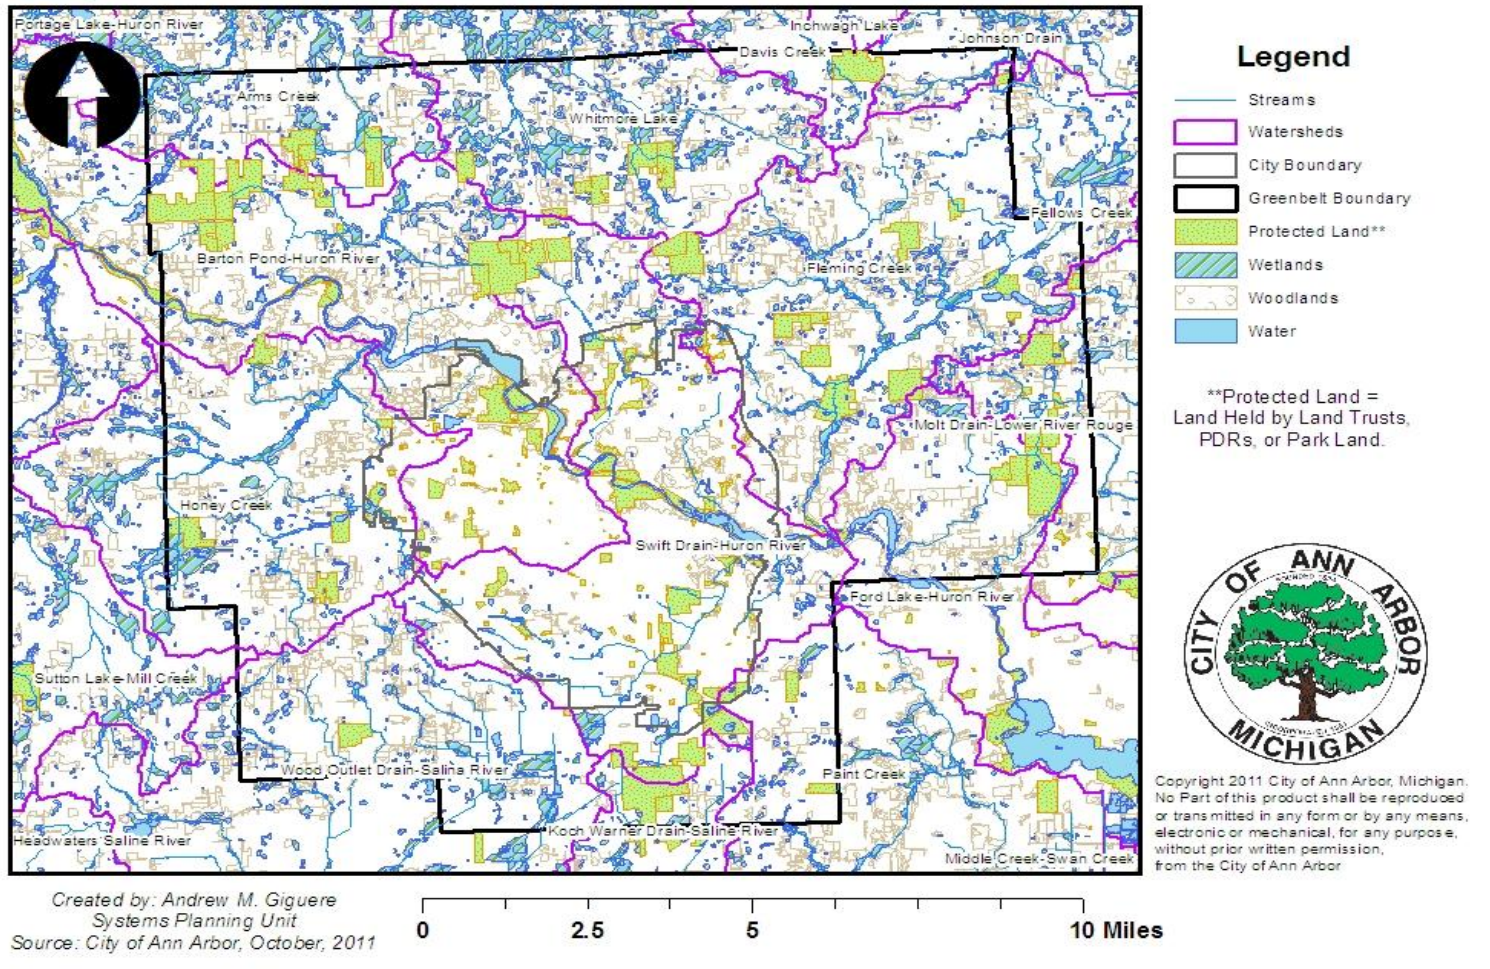 Portage Lake-Huron River
Inchwagh Lake
Johnson Drain
Davis Creek
Arms Creek
Whitmore Lake
Fellows Creek
Barton Pond-Huron River
Fleming Creek
Molt Drain-Lower River Rouge
Honey Creek
Swift Drain-Huron River
Ford Lake-Huron River
Sutton Lake-Mill Creek
Wood Outlet Drain-Salina River
Paint Creek
Koch Warner Drain-Saline River
Headwaters Saline River
Middle Creek-Swan Creek
Legend
Streams
Watersheds
City Boundary
Greenbelt Boundary
Protected Land**
Wetlands
Woodlands
Water
**Protected Land =
Land Held by Land Trusts,
PDRs, or Park Land.
CITY OF ANN ARBOR
MICHIGAN
Copyright 2011 City of Ann Arbor, Michigan.
No Part of this product shall be reproduced
or transmitted in any form or by any means,
electronic or mechanical, for any purpose,
without prior written permission,
from the City of Ann Arbor
Created by: Andrew M. Giguere
Systems Planning Unit
Source: City of Ann Arbor, October, 2011
0 2.5 5 10 Miles